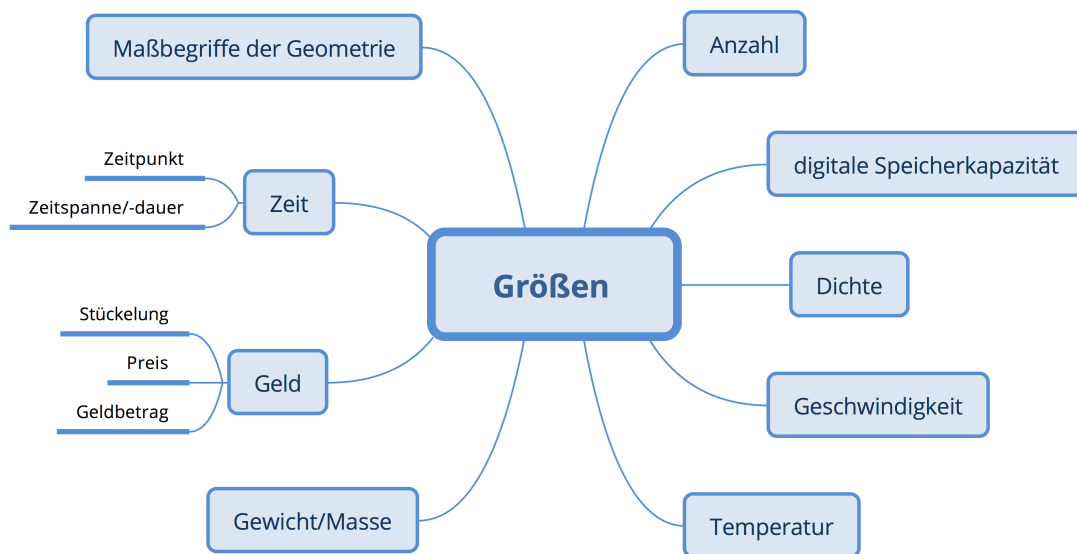 Maßbegriffe der Geometrie
Anzahl
Zeitpunkt
digitale Speicherkapazität
Zeit
Zeitspanne/-dauer
Größen
Dichte
Stückelung
Preis
Geld
Geldbetrag
Geschwindigkeit
Gewicht/Masse
Temperatur